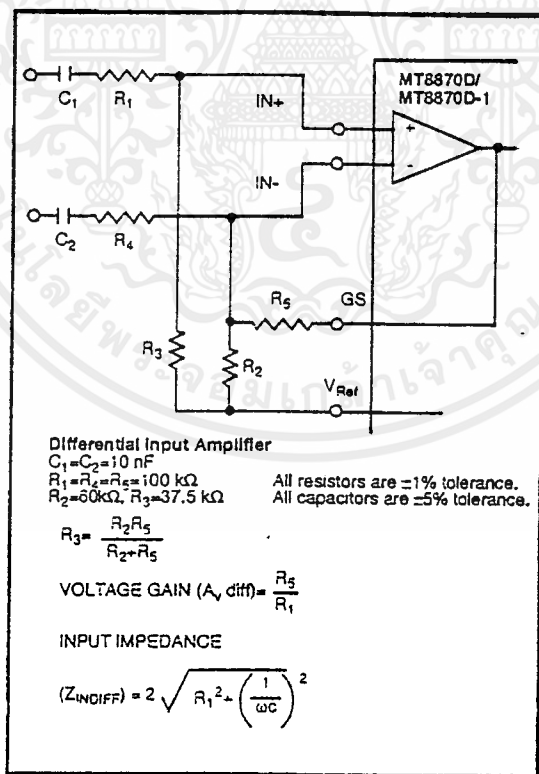 MT8870D/
MT8870D-1
C1
R1
IN+
+
-
IN-
C2
R4
R5
GS
R3
R2
VRef
Differential Input Amplifier
C1=C2=10 nF
R1=R4=R5=100 kΩ
All resistors are ±1% tolerance.
R2=60kΩ, R3=37.5 kΩ
All capacitors are ±5% tolerance.
R3= R2R5
R2+R5
VOLTAGE GAIN (Av diff)= R5
R1
INPUT IMPEDANCE
(ZINDIFF) = 2 √ R1²+ (1/ωc)²